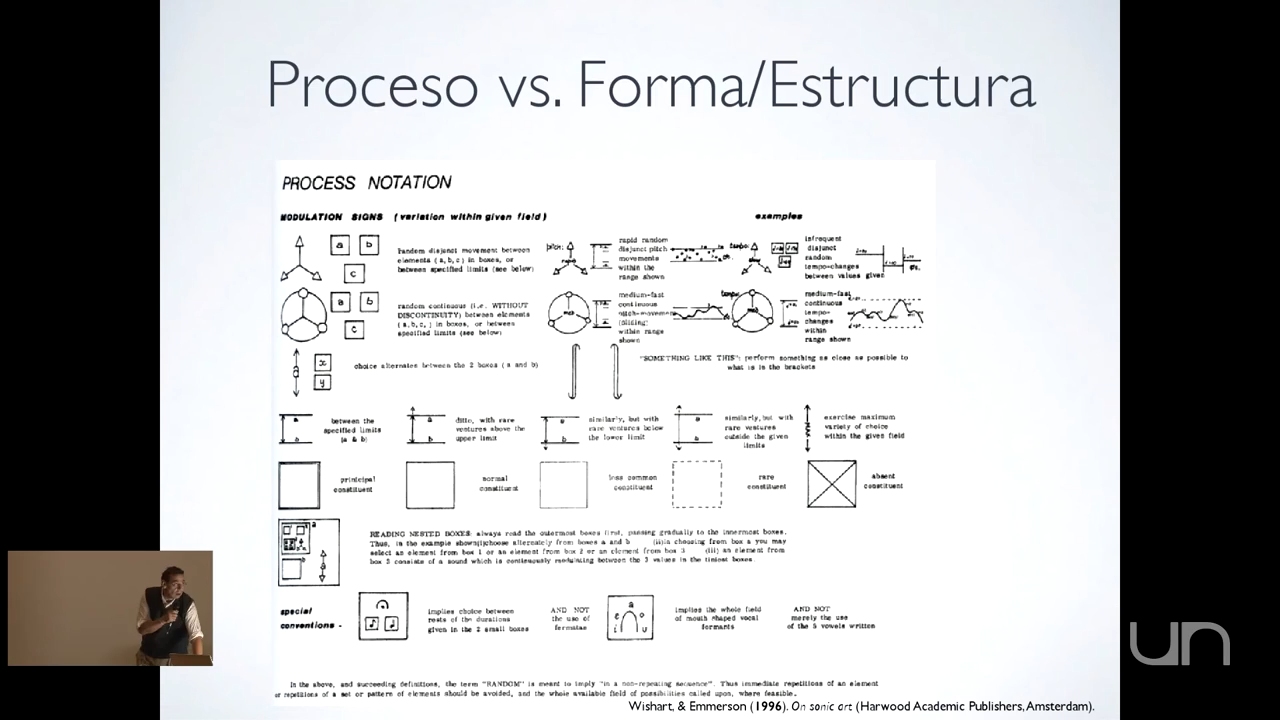 Proceso vs. Forma/Estructura
PROCESS NOTATION
MODULATION SIGNS (variation within given field)
examples
a b
c
Random disjunct movement between
elements (a,b,c) in boxes, or
between specified limits (see below)
pitch:
rapid random
disjunct pitch
movements
within the
range shown
tempo:
infrequent
disjunct
random
tempo-changes
between values given
a b
c
random continuous (i.e. WITHOUT
DISCONTINUITY) between elements
(a,b,c,) in boxes, or between
specified limits (see below)
med
medium-fast
continuous
pitch-movement
(sliding)
within range
shown
tempo
med
medium-fast
continuous
tempo-
changes
within
range shown
x
y
choice alternates between the 2 boxes (a and b)
"SOMETHING LIKE THIS": perform something as close as possible to
what is in the brackets
a
b
between the
specified limits
(a & b)
a
b
ditto, with rare
ventures above the
upper limit
a
b
similarly, but with
rare ventures below
the lower limit
a
b
similarly, but with
rare ventures
outside the given
limits
exercise maximum
variety of choice
within the given field
principal
constituent
normal
constituent
less common
constituent
rare
constituent
absent
constituent
a
READING NESTED BOXES: always read the outermost boxes first, passing gradually to the innermost boxes.
Thus, in the example shown(i)choose alternately from boxes a and b (ii)in choosing from box a you may
select an element from box 1 or an element from box 2 or an element from box 3 (iii) an element from
box 3 consists of a sound which is continuously modulating between the 3 values in the tiniest boxes.
special
conventions -
implies choice between
rests of the durations
given in the 2 small boxes
AND NOT
the use of
fermatas
a
e o
i u
implies the whole field
of mouth shaped vocal
formants
AND NOT
merely the use
of the 5 vowels written
In the above, and succeeding definitions, the term "RANDOM" is meant to imply "in a non-repeating sequence". Thus immediate repetitions of an element
or repetitions of a set or pattern of elements should be avoided, and the whole available field of possibilities called upon, where feasible.
Wishart, & Emmerson (1996). On sonic art (Harwood Academic Publishers, Amsterdam).
un